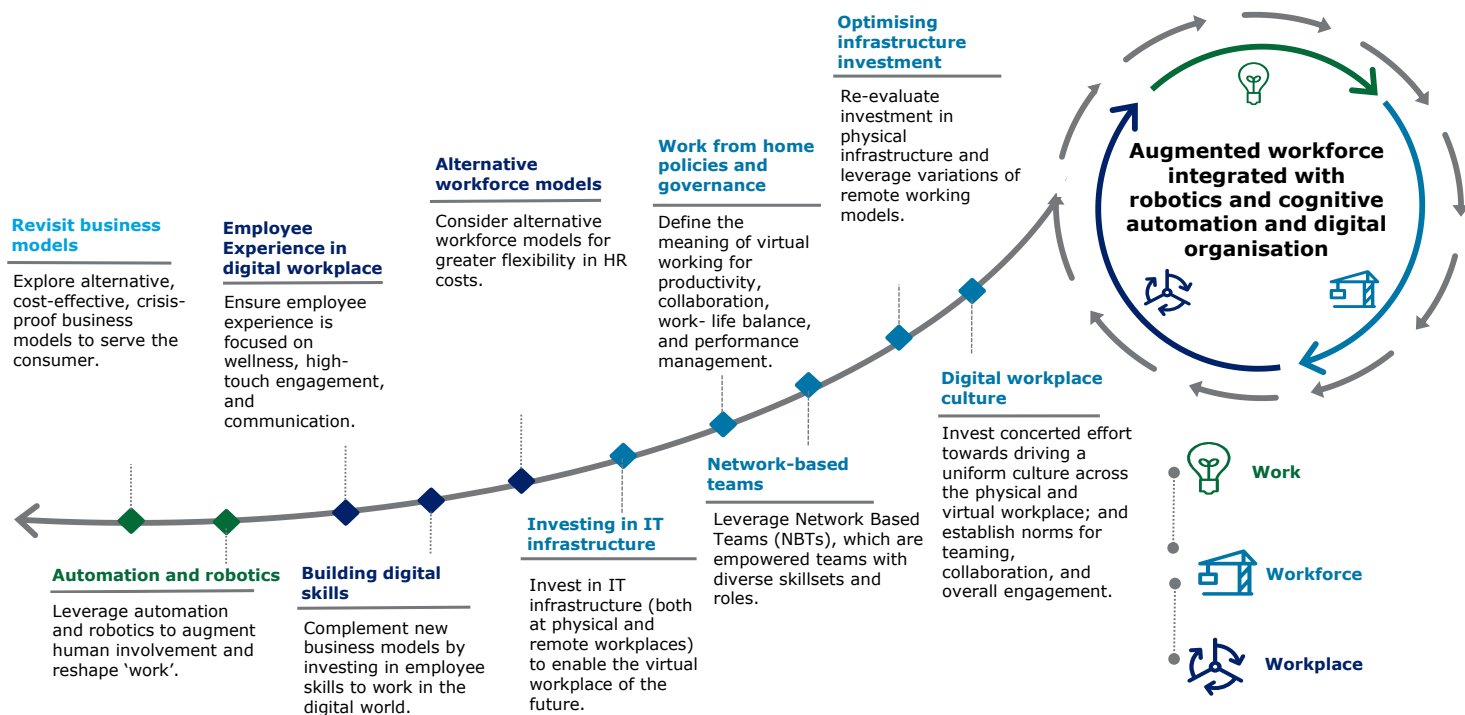 Revisit business
models
Explore alternative,
cost-effective, crisis-
proof business
models to serve the
consumer.
Automation and robotics
Leverage automation
and robotics to augment
human involvement and
reshape ‘work’.
Employee
Experience in
digital workplace
Ensure employee
experience is
focused on
wellness, high-
touch engagement,
and
communication.
Building digital
skills
Complement new
business models by
investing in employee
skills to work in the
digital world.
Alternative
workforce models
Consider alternative
workforce models for
greater flexibility in HR
costs.
Investing in IT
infrastructure
Invest in IT
infrastructure (both
at physical and
remote workplaces)
to enable the virtual
workplace of the
future.
Work from home
policies and
governance
Define the
meaning of virtual
working for
productivity,
collaboration,
work- life balance,
and performance
management.
Network-based
teams
Leverage Network Based
Teams (NBTs), which are
empowered teams with
diverse skillsets and
roles.
Optimising
infrastructure
investment
Re-evaluate
investment in
physical
infrastructure and
leverage variations of
remote working
models.
Digital workplace
culture
Invest concerted effort
towards driving a
uniform culture across
the physical and
virtual workplace; and
establish norms for
teaming,
collaboration, and
overall engagement.
Augmented workforce
integrated with
robotics and cognitive
automation and digital
organisation
Work
Workforce
Workplace